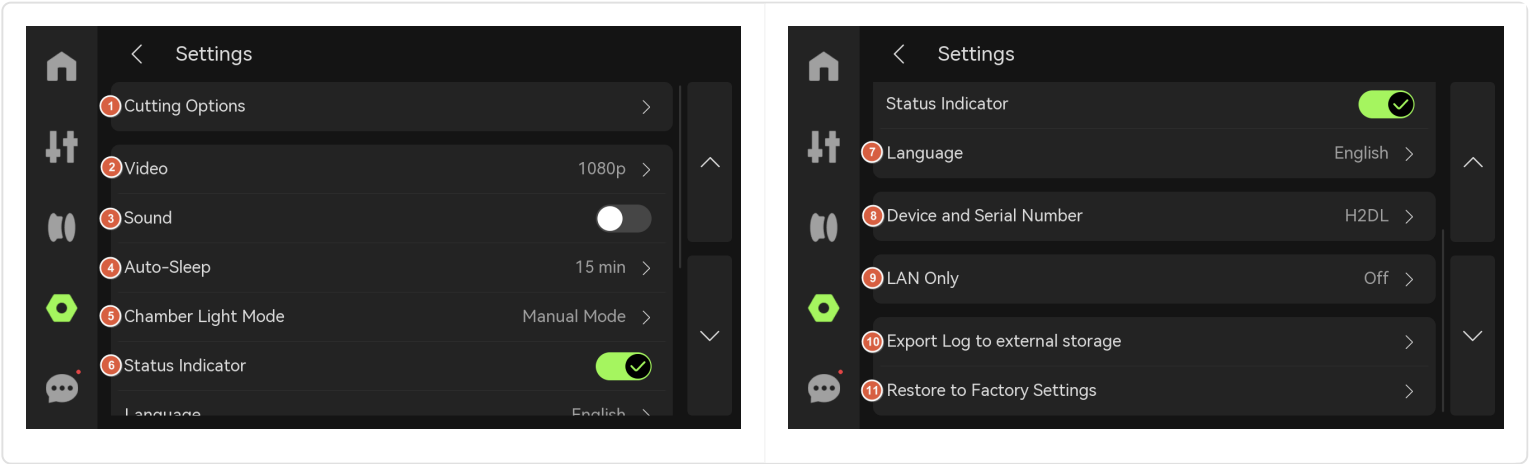 Settings
1 Cutting Options
2 Video 1080p
3 Sound
4 Auto-Sleep 15 min
5 Chamber Light Mode Manual Mode
6 Status Indicator
Language English
Settings
Status Indicator
7 Language English
8 Device and Serial Number H2DL
9 LAN Only Off
10 Export Log to external storage
11 Restore to Factory Settings